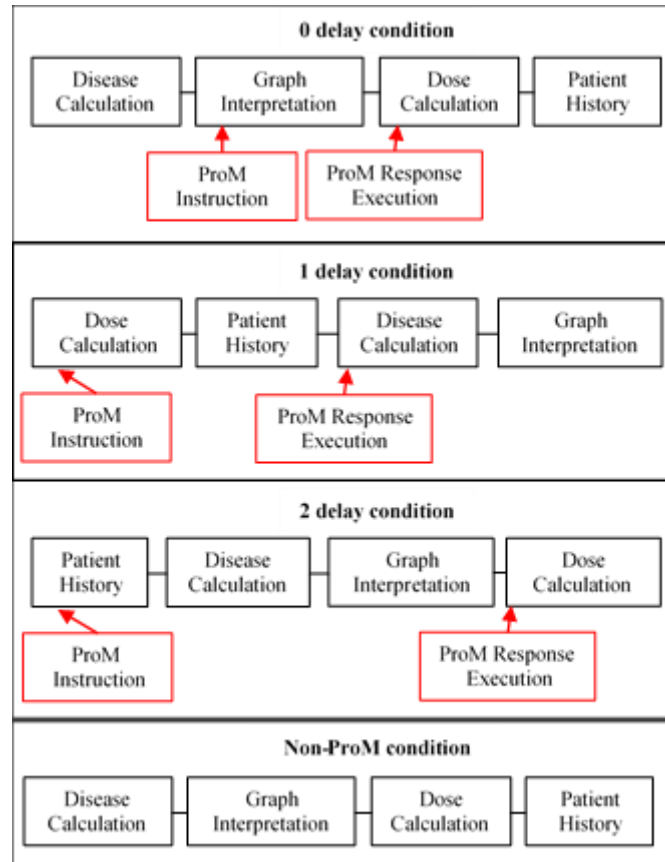 0 delay condition
Disease
Calculation
Graph
Interpretation
Dose
Calculation
Patient
History
ProM
Instruction
ProM Response
Execution
1 delay condition
Dose
Calculation
Patient
History
Disease
Calculation
Graph
Interpretation
ProM
Instruction
ProM Response
Execution
2 delay condition
Patient
History
Disease
Calculation
Graph
Interpretation
Dose
Calculation
ProM
Instruction
ProM Response
Execution
Non-ProM condition
Disease
Calculation
Graph
Interpretation
Dose
Calculation
Patient
History